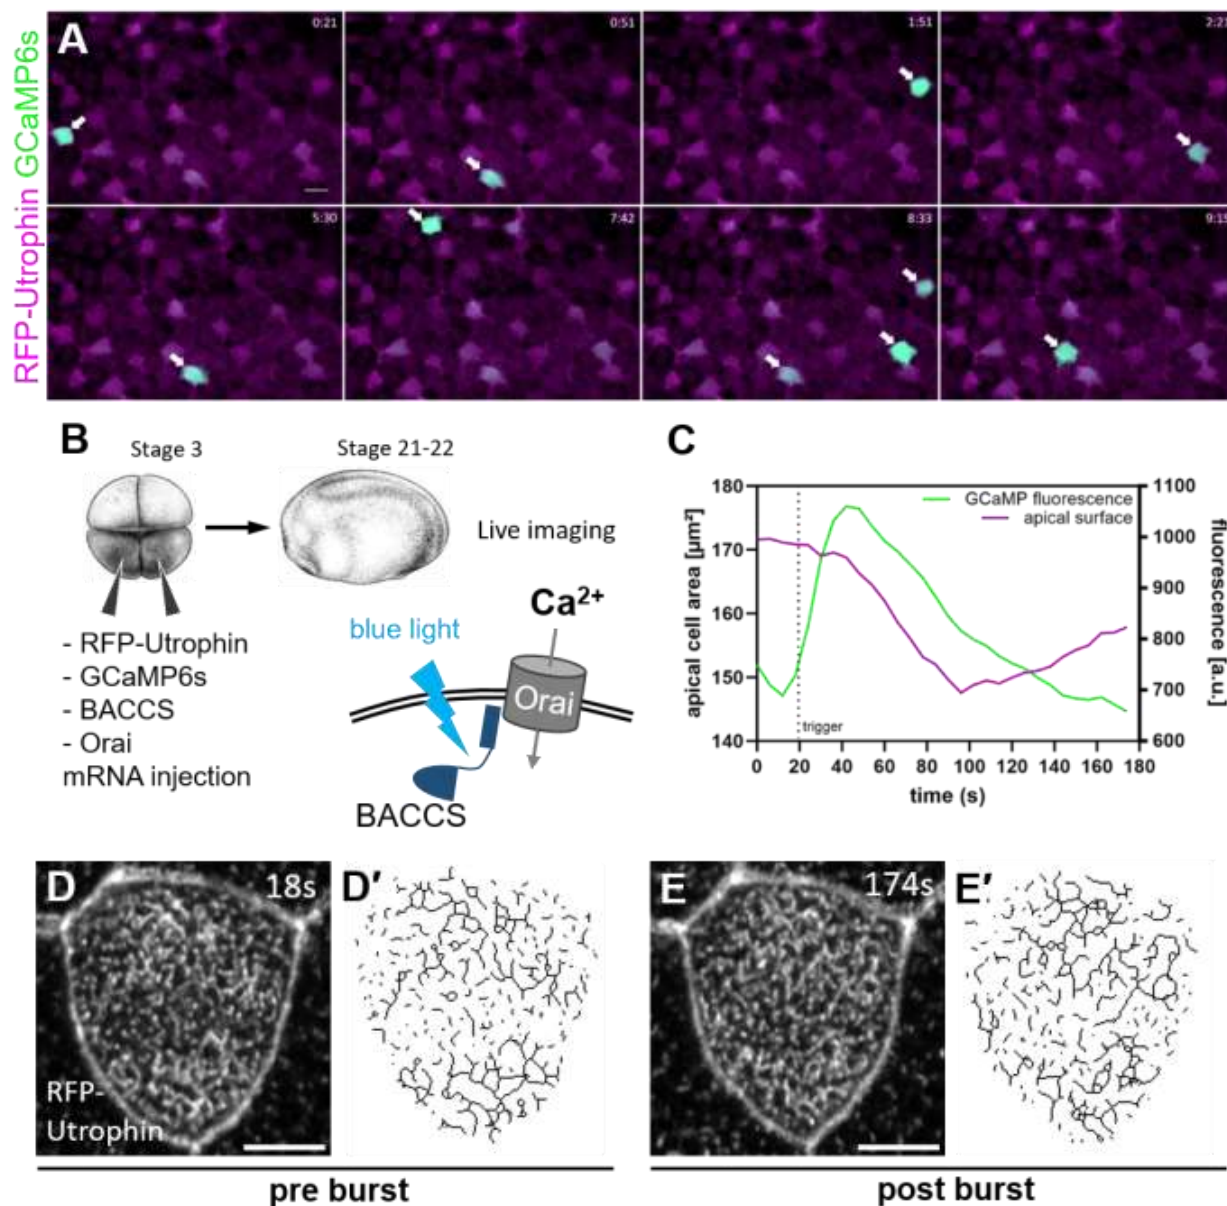 A
0:21
0:51
1:51
RFP-Utrophin GCaMP6s
5:30
7:42
8:33
B
Stage 3
Stage 21-22
Live imaging
- RFP-Utrophin
- GCaMP6s
- BACCS
- Orai
mRNA injection
blue light
Ca²⁺
Orai
BACCS
C
180
170
160
150
140
apical cell area [µm²]
GCaMP fluorescence
apical surface
trigger
1100
1000
900
800
700
600
fluorescence [a.u.]
0 20 40 60 80 100 120 140 160 180
time (s)
D
18s
RFP-
Utrophin
D′
pre burst
E
174s
E′
post burst